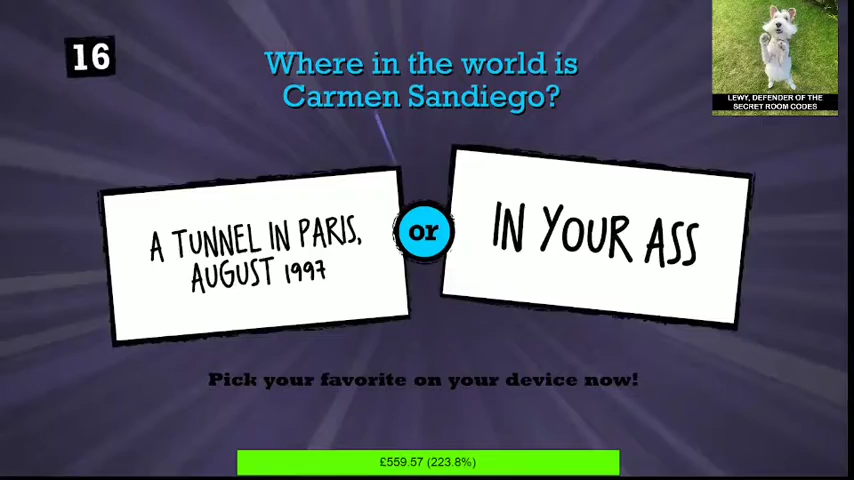 16
Where in the world is
Carmen Sandiego?
LEWY, DEFENDER OF THE
SECRET ROOM CODES
A TUNNEL IN PARIS,
AUGUST 1997
or
IN YOUR ASS
Pick your favorite on your device now!
£559.57 (223.8%)